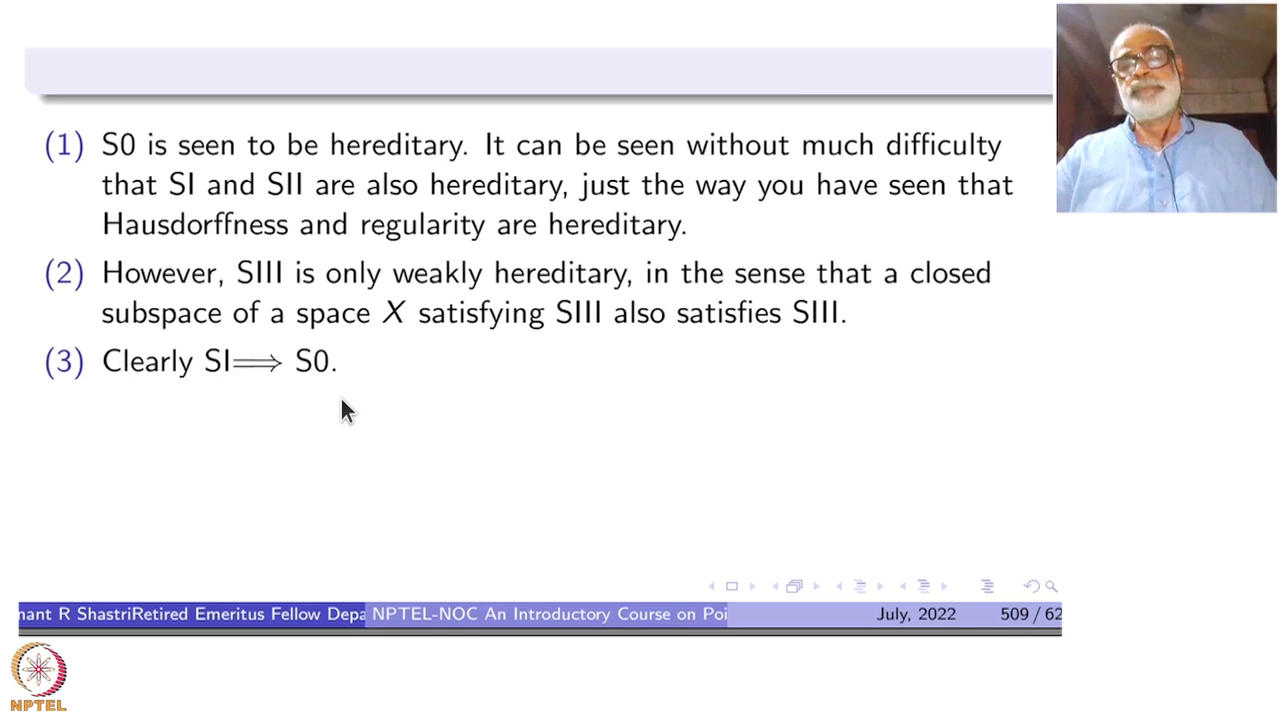 (1) S0 is seen to be hereditary. It can be seen without much difficulty
that SI and SII are also hereditary, just the way you have seen that
Hausdorffness and regularity are hereditary.
(2) However, SIII is only weakly hereditary, in the sense that a closed
subspace of a space X satisfying SIII also satisfies SIII.
(3) Clearly SI⟹ S0.
nant R ShastriRetired Emeritus Fellow Depa NPTEL-NOC An Introductory Course on Poi July, 2022 509 / 62
NPTEL